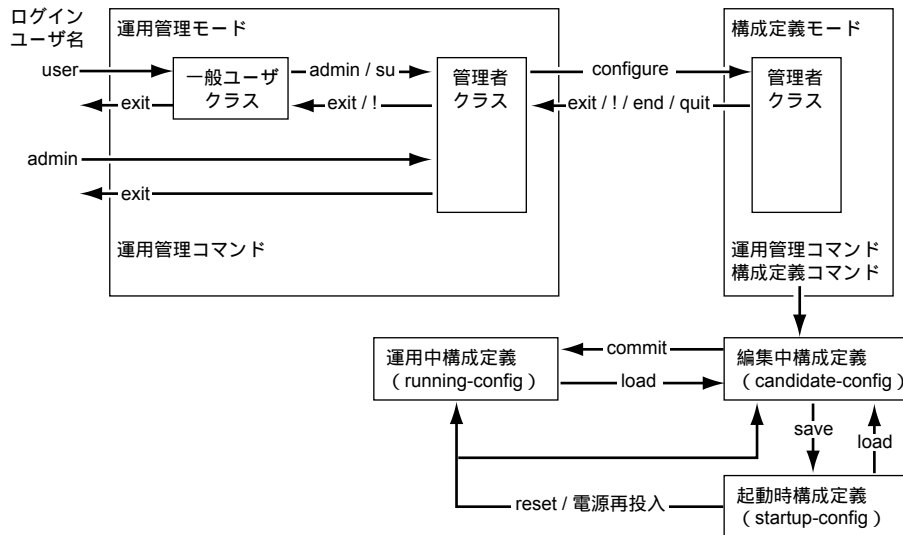 ログイン
ユーザ名
運用管理モード
構成定義モード
user
一般ユーザ
クラス
admin / su
管理者
クラス
configure
管理者
クラス
exit
exit / !
exit / ! / end / quit
admin
exit
運用管理コマンド
運用管理コマンド
構成定義コマンド
運用中構成定義
（running-config）
commit
load
編集中構成定義
（candidate-config）
save
load
reset / 電源再投入
起動時構成定義
（startup-config）